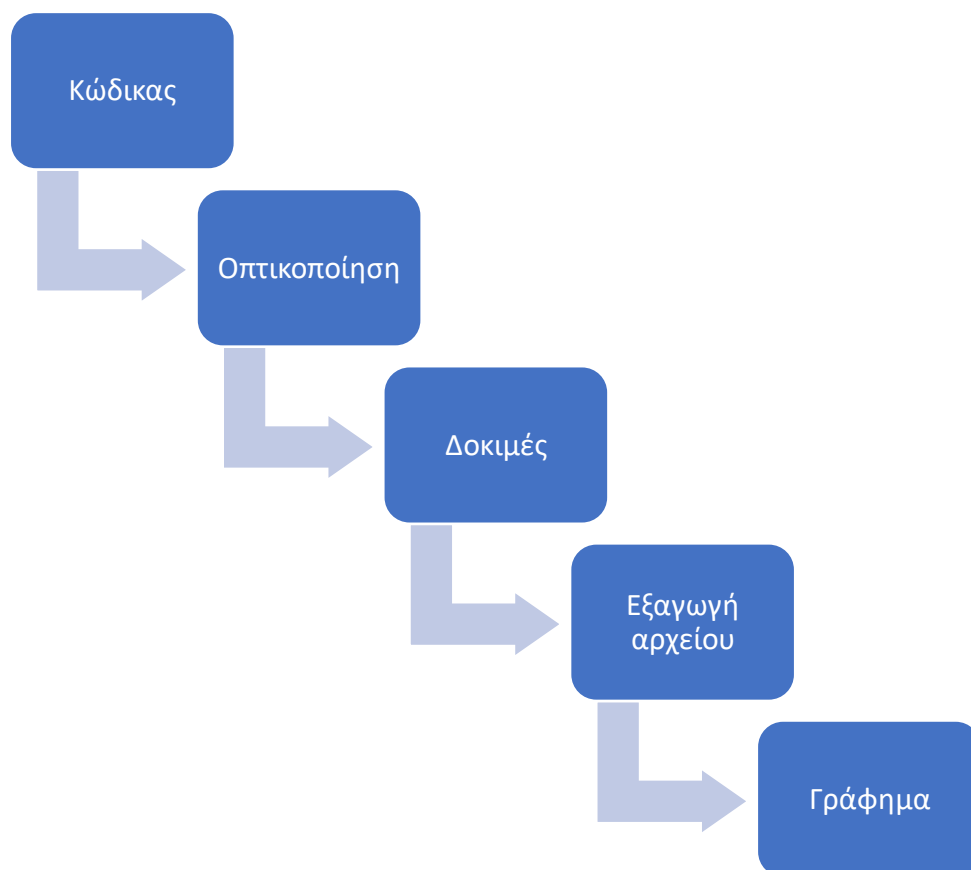 Κώδικας
Οπτικοποίηση
Δοκιμές
Εξαγωγή
αρχείου
Γράφημα